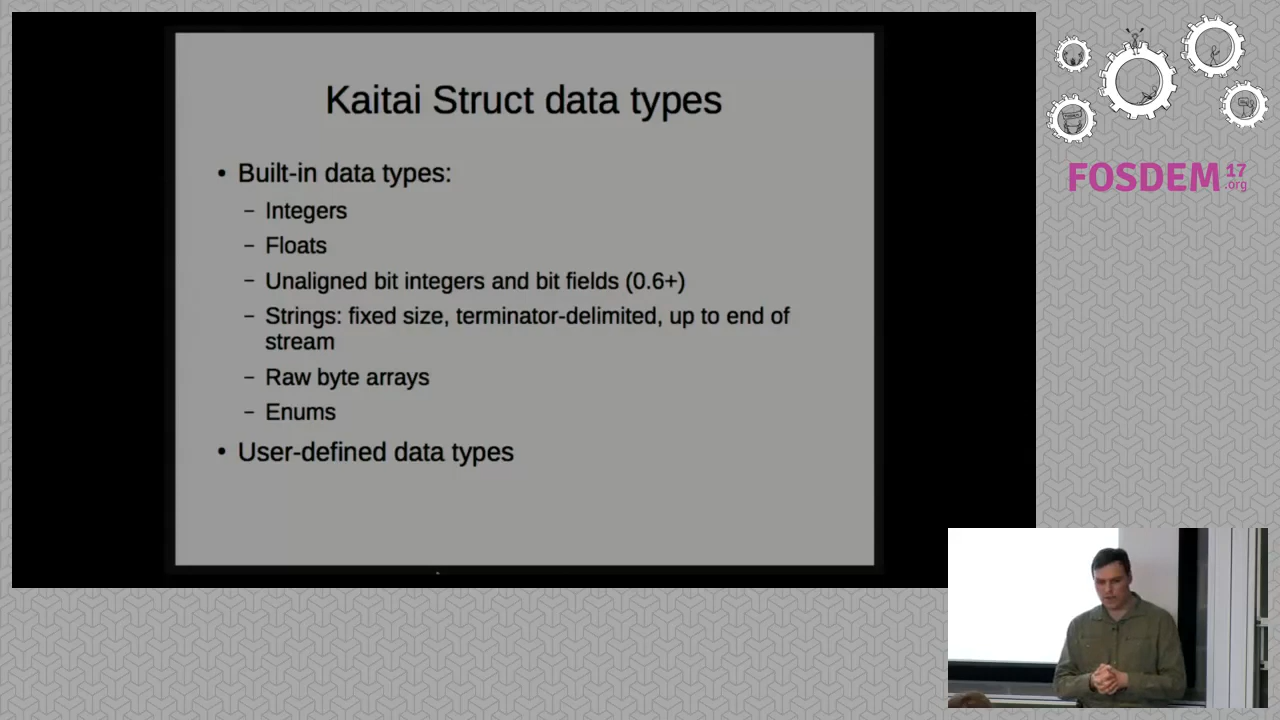 Kaitai Struct data types
• Built-in data types:
– Integers
– Floats
– Unaligned bit integers and bit fields (0.6+)
– Strings: fixed size, terminator-delimited, up to end of
stream
– Raw byte arrays
– Enums
• User-defined data types
FOSDEM 17
.org